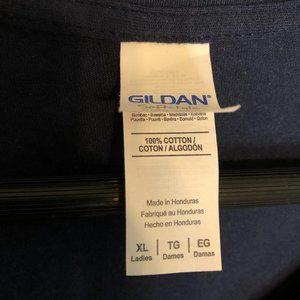 GILDAN®
Softstyle
100% COTTON /
COTON / ALGODÓN
Made in Honduras
Fabriqué au Honduras
Hecho en Honduras
XL TG EG
Ladies Dames Damas